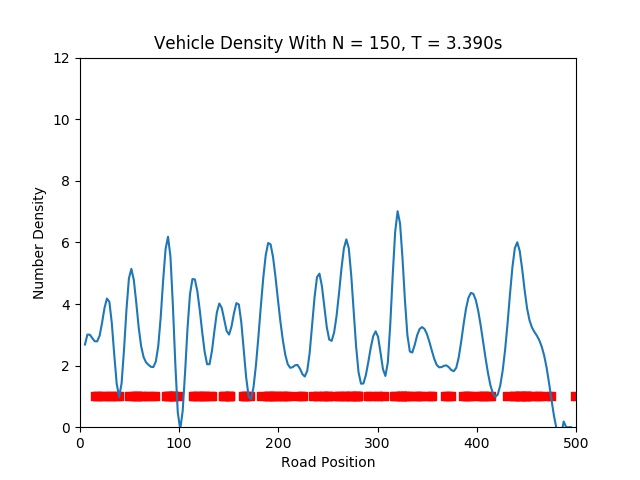 Vehicle Density With N = 150, T = 3.390s
12
10
8
6
4
2
0
Number Density
0 100 200 300 400 500
Road Position